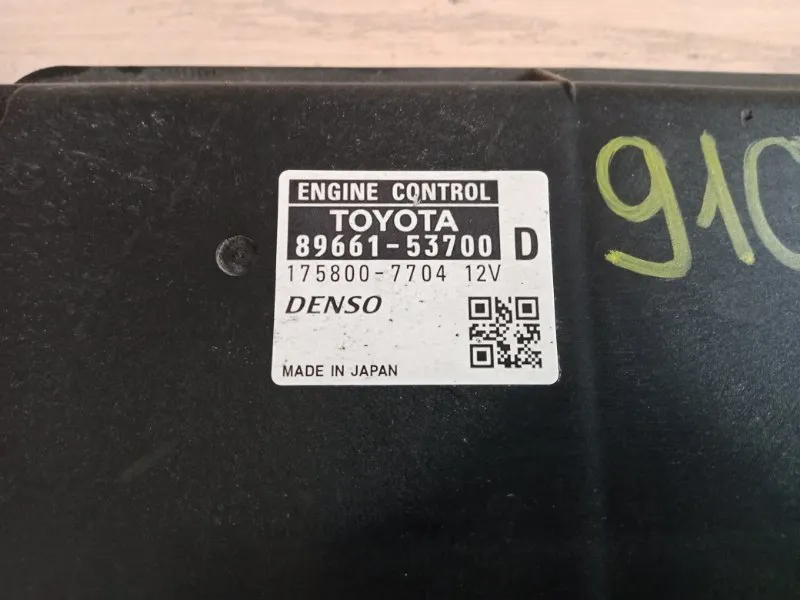 ENGINE CONTROL
TOYOTA
89661-53700 D
175800-7704 12V
DENSO
MADE IN JAPAN
910